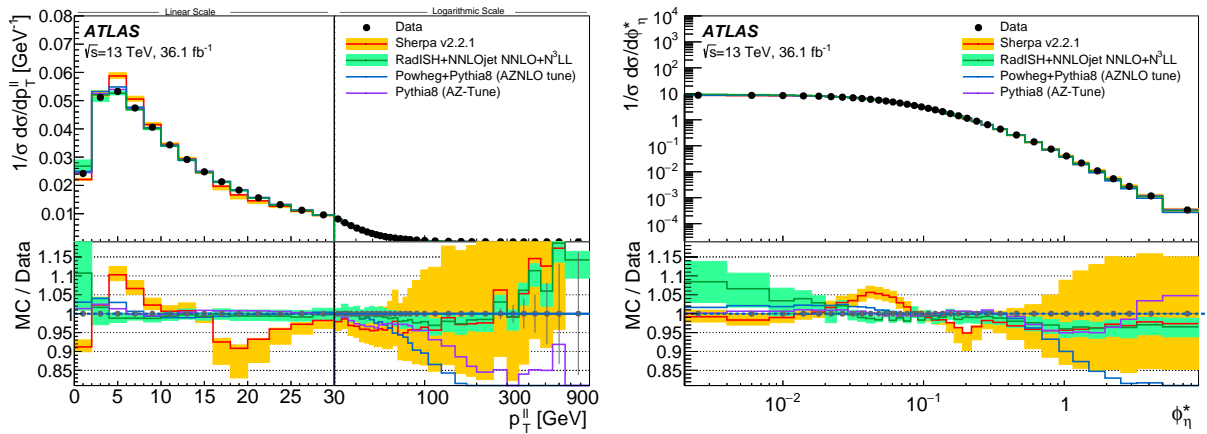 Linear Scale
Logarithmic Scale
ATLAS
√s=13 TeV, 36.1 fb⁻¹
Data
Sherpa v2.2.1
RadISH+NNLOjet NNLO+N³LL
Powheg+Pythia8 (AZNLO tune)
Pythia8 (AZ-Tune)
1/σ dσ/dp_T^ll [GeV⁻¹]
0.08
0.07
0.06
0.05
0.04
0.03
0.02
0.01
MC / Data
1.15
1.1
1.05
1
0.95
0.9
0.85
0 5 10 15 20 25 30 100 300 900
p_T^ll [GeV]
ATLAS
√s=13 TeV, 36.1 fb⁻¹
Data
Sherpa v2.2.1
RadISH+NNLOjet NNLO+N³LL
Powheg+Pythia8 (AZNLO tune)
Pythia8 (AZ-Tune)
1/σ dσ/dϕ*_η
10⁴
10³
10²
10
1
10⁻¹
10⁻²
10⁻³
10⁻⁴
MC / Data
1.15
1.1
1.05
1
0.95
0.9
0.85
10⁻² 10⁻¹ 1
ϕ*_η